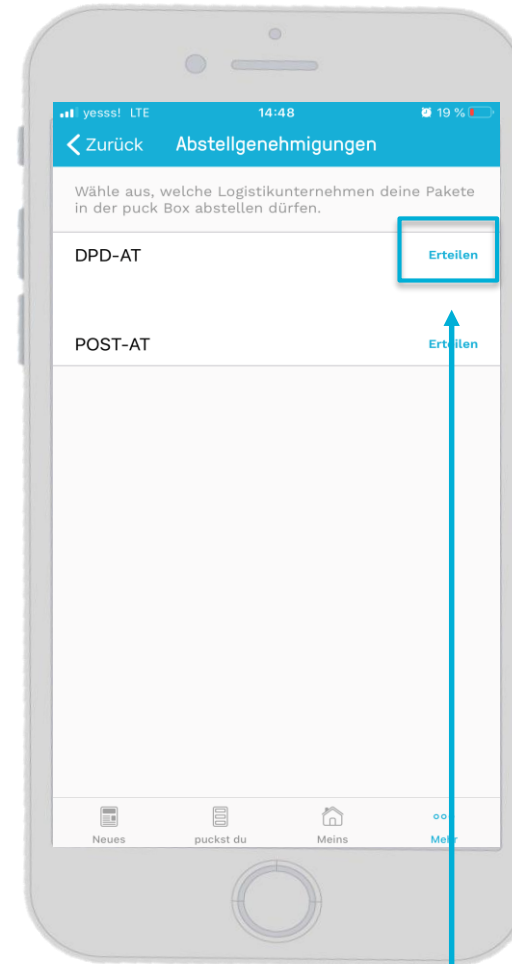 yesss! LTE 14:48 19 %
Zurück Abstellgenehmigungen
Wähle aus, welche Logistikunternehmen deine Pakete
in der puck Box abstellen dürfen.
DPD-AT Erteilen
POST-AT Erteilen
Neues puckst du Meins Mehr